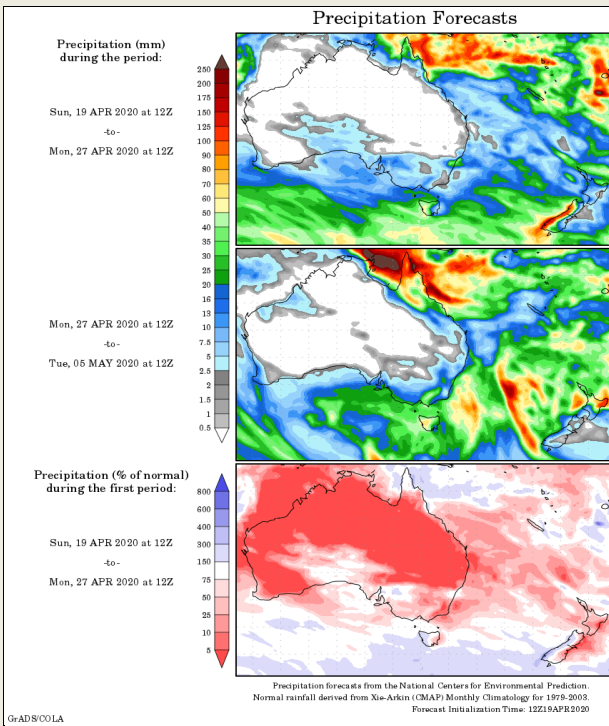 Precipitation Forecasts
Precipitation (mm)
during the period:
Sun, 19 APR 2020 at 12Z
-to-
Mon, 27 APR 2020 at 12Z
250
200
175
150
125
100
90
80
70
60
50
40
35
30
25
20
16
13
10
7.5
5
2.5
2
1.5
1
0.5
Mon, 27 APR 2020 at 12Z
-to-
Tue, 05 MAY 2020 at 12Z
Precipitation (% of normal)
during the first period:
Sun, 19 APR 2020 at 12Z
-to-
Mon, 27 APR 2020 at 12Z
800
600
400
300
150
75
50
25
10
5
Precipitation forecasts from the National Centers for Environmental Prediction.
Normal rainfall derived from Xie-Arkin (CMAP) Monthly Climatology for 1979-2003.
Forecast Initialization Time: 12Z19APR2020
GrADS/COLA